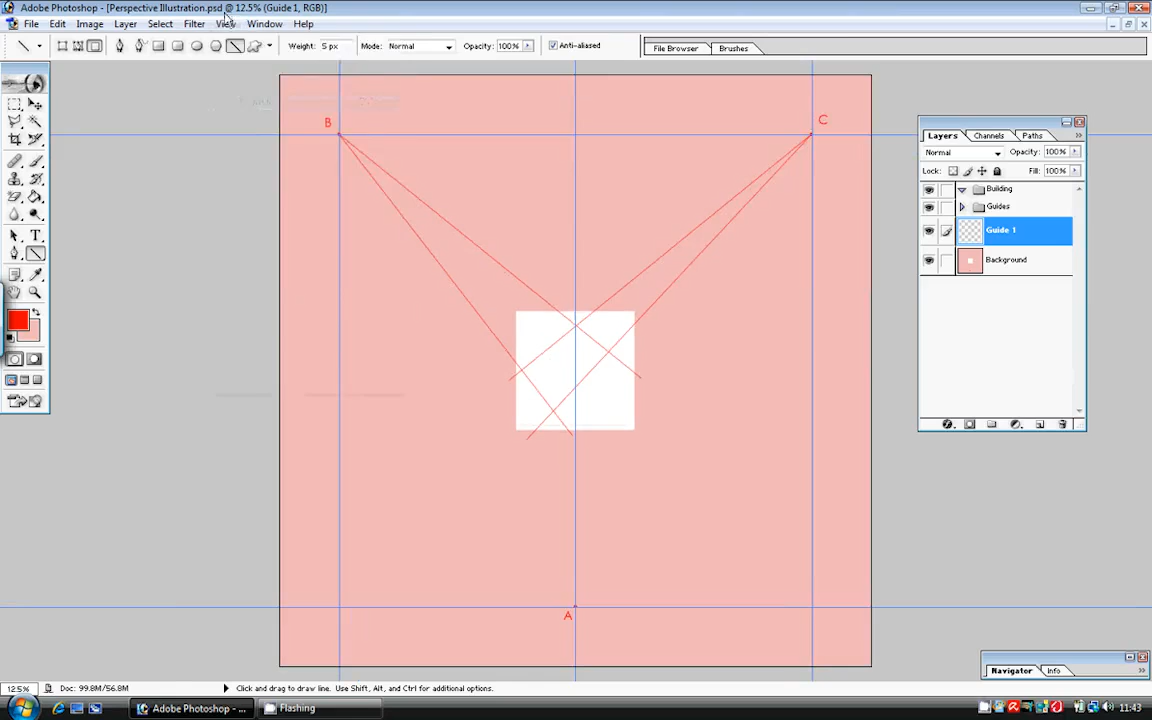 Adobe Photoshop - [Perspective Illustration.psd @ 12.5% (Guide 1, RGB)]
File Edit Image Layer Select Filter View Window Help
Weight: 5 px Mode: Normal Opacity: 100% Anti-aliased File Browser Brushes
B C
Layers Channels Paths
Normal Opacity: 100%
Lock: Fill: 100%
Building
Guides
Guide 1
Background
A
Navigator Info
12.5% Doc: 99.8M/56.8M Click and drag to draw line. Use Shift, Alt, and Ctrl for additional options.
Adobe Photoshop - ... Flashing 11:43